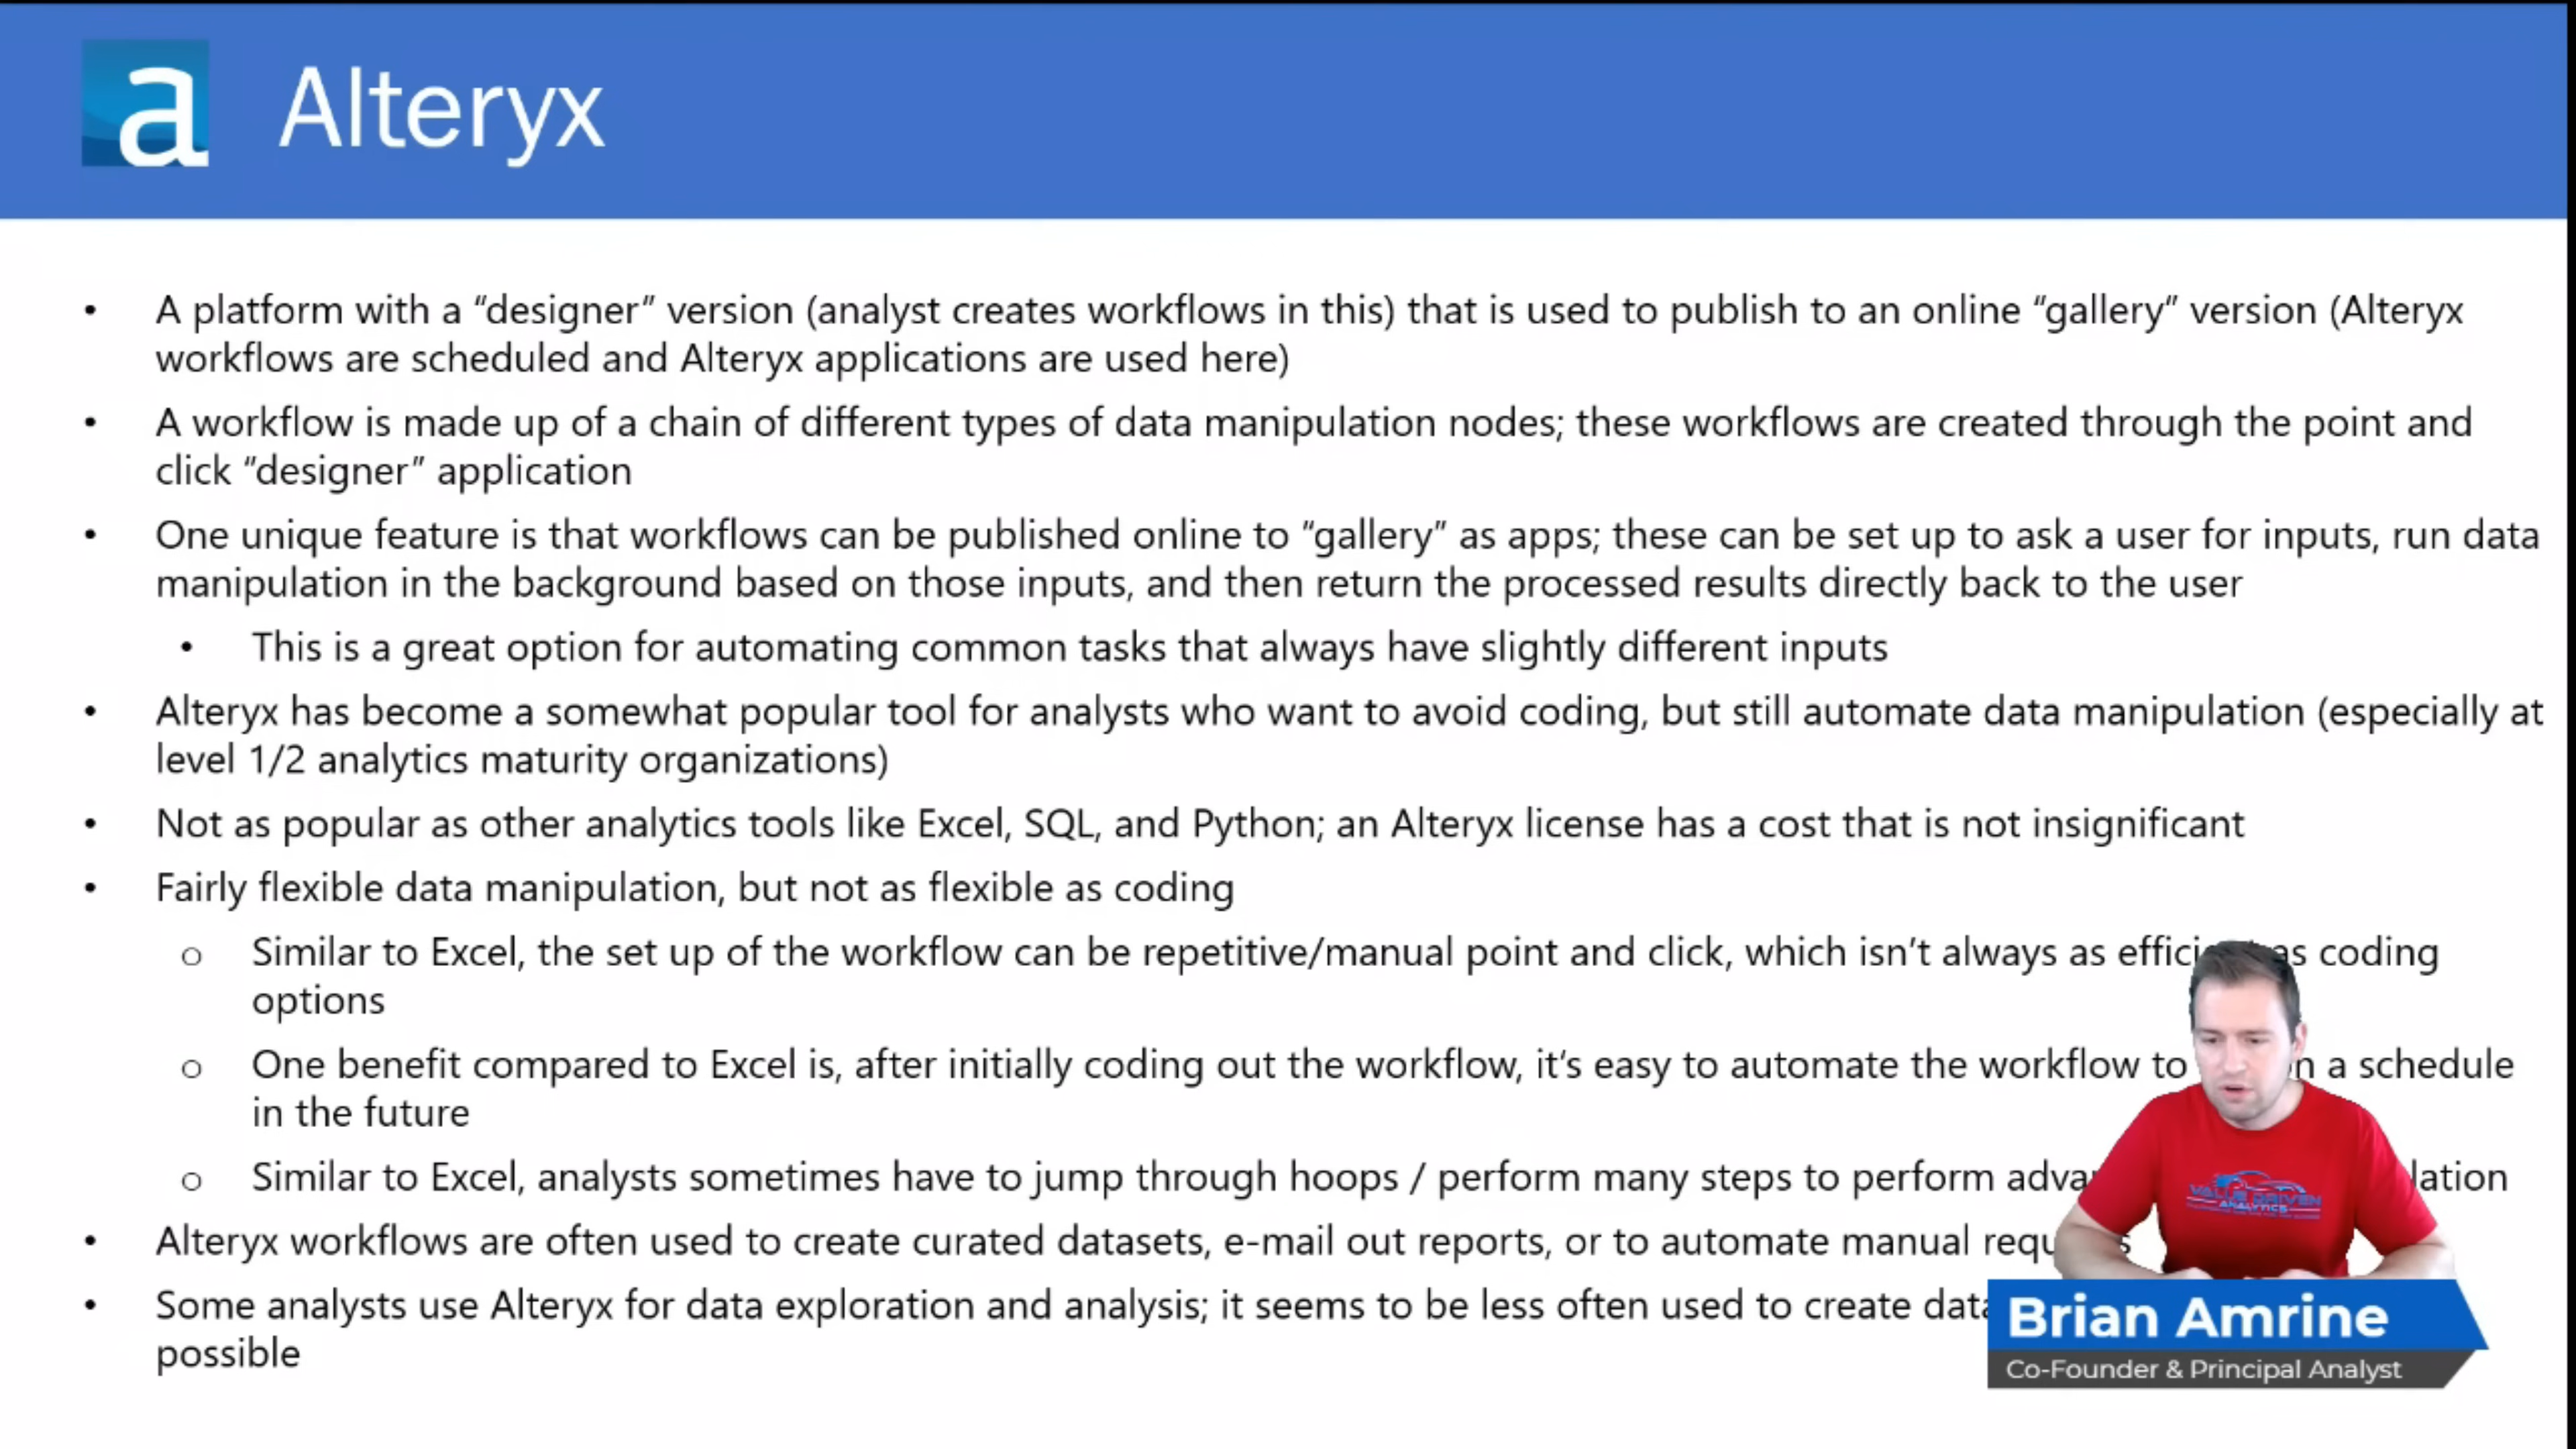 a Alteryx
• A platform with a “designer” version (analyst creates workflows in this) that is used to publish to an online “gallery” version (Alteryx
workflows are scheduled and Alteryx applications are used here)
• A workflow is made up of a chain of different types of data manipulation nodes; these workflows are created through the point and
click “designer” application
• One unique feature is that workflows can be published online to “gallery” as apps; these can be set up to ask a user for inputs, run data
manipulation in the background based on those inputs, and then return the processed results directly back to the user
• This is a great option for automating common tasks that always have slightly different inputs
• Alteryx has become a somewhat popular tool for analysts who want to avoid coding, but still automate data manipulation (especially at
level 1/2 analytics maturity organizations)
• Not as popular as other analytics tools like Excel, SQL, and Python; an Alteryx license has a cost that is not insignificant
• Fairly flexible data manipulation, but not as flexible as coding
o Similar to Excel, the set up of the workflow can be repetitive/manual point and click, which isn’t always as as coding
options
o One benefit compared to Excel is, after initially coding out the workflow, it’s easy to automate the workflow to a schedule
in the future
o Similar to Excel, analysts sometimes have to jump through hoops / perform many steps to perform
• Alteryx workflows are often used to create curated datasets, e-mail out reports, or to automate manual
• Some analysts use Alteryx for data exploration and analysis; it seems to be less often used to create
possible
VALUE DRIVEN
ANALYTICS
Brian Amrine
Co-Founder & Principal Analyst